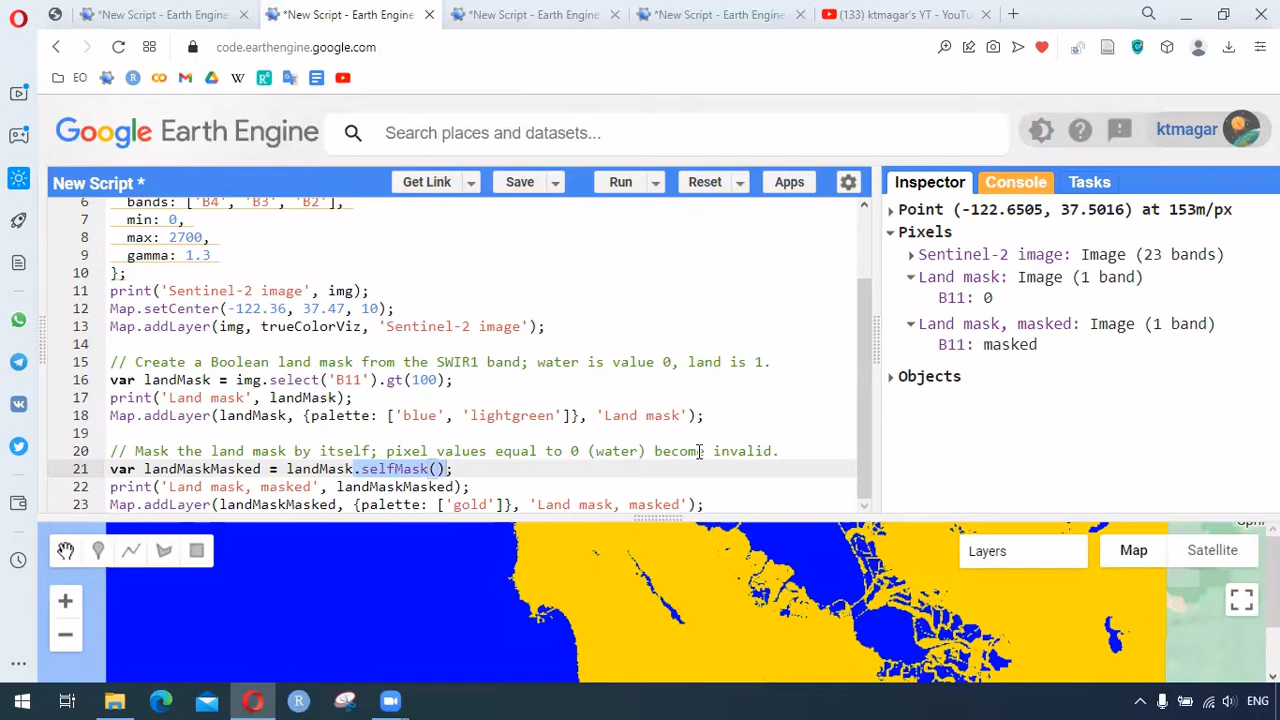 *New Script - Earth Engine
*New Script - Earth Engine
*New Script - Earth Engine
*New Script - Earth Engine
(133) ktmagar's YT - YouTu
code.earthengine.google.com
EO
Google Earth Engine
Search places and datasets...
ktmagar
New Script *
Get Link
Save
Run
Reset
Apps
6 bands: ['B4', 'B3', 'B2'],
7 min: 0,
8 max: 2700,
9 gamma: 1.3
10 };
11 print('Sentinel-2 image', img);
12 Map.setCenter(-122.36, 37.47, 10);
13 Map.addLayer(img, trueColorViz, 'Sentinel-2 image');
14
15 // Create a Boolean land mask from the SWIR1 band; water is value 0, land is 1.
16 var landMask = img.select('B11').gt(100);
17 print('Land mask', landMask);
18 Map.addLayer(landMask, {palette: ['blue', 'lightgreen']}, 'Land mask');
19
20 // Mask the land mask by itself; pixel values equal to 0 (water) become invalid.
21 var landMaskMasked = landMask.selfMask();
22 print('Land mask, masked', landMaskMasked);
23 Map.addLayer(landMaskMasked, {palette: ['gold']}, 'Land mask, masked');
Inspector
Console
Tasks
Point (-122.6505, 37.5016) at 153m/px
Pixels
Sentinel-2 image: Image (23 bands)
Land mask: Image (1 band)
B11: 0
Land mask, masked: Image (1 band)
B11: masked
Objects
Layers
Map
Satellite
ENG